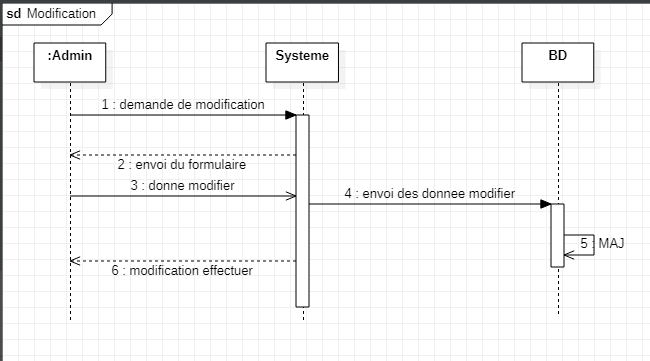 sd Modification
:Admin
Systeme
BD
1 : demande de modification
2 : envoi du formulaire
3 : donne modifier
4 : envoi des donnee modifier
5 : MAJ
6 : modification effectuer